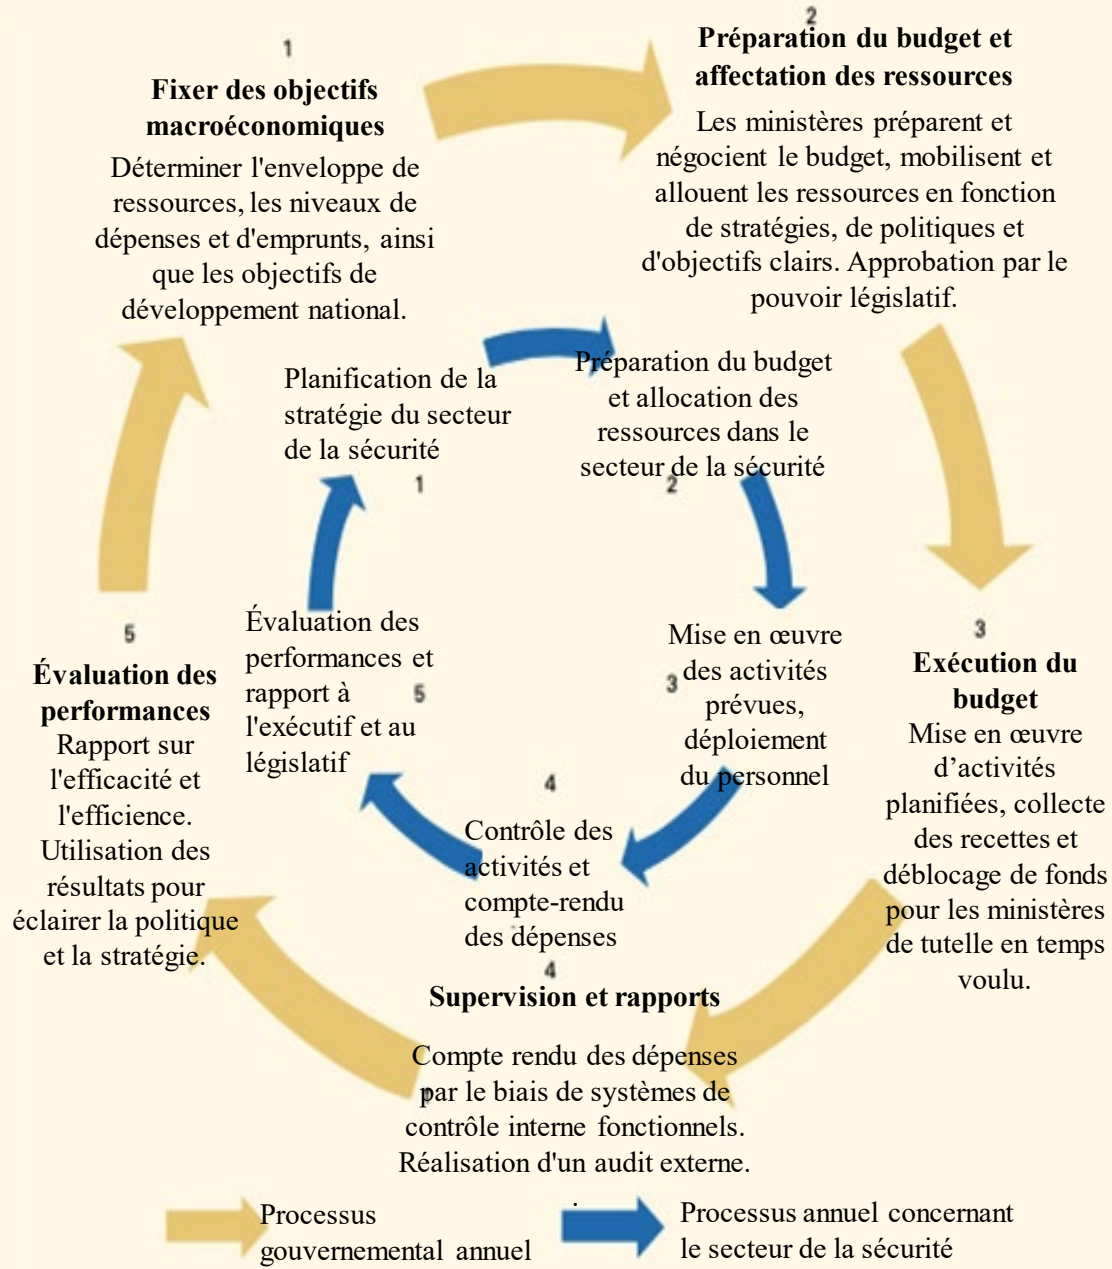 1
Fixer des objectifs
macroéconomiques
Déterminer l'enveloppe de
ressources, les niveaux de
dépenses et d'emprunts, ainsi
que les objectifs de
développement national.
2
Préparation du budget et
affectation des ressources
Les ministères préparent et
négocient le budget, mobilisent et
allouent les ressources en fonction
de stratégies, de politiques et
d'objectifs clairs. Approbation par le
pouvoir législatif.
Planification de la
stratégie du secteur
de la sécurité
1
Préparation du budget
et allocation des
ressources dans le
secteur de la sécurité
2
Mise en œuvre
des activités
3
prévues,
déploiement
du personnel
4
Contrôle des
activités et
compte-rendu
des dépenses
Évaluation des
performances et
rapport à
5
l'exécutif et au
législatif
3
Exécution du
budget
Mise en œuvre
d’activités
planifiées, collecte
des recettes et
déblocage de fonds
pour les ministères
de tutelle en temps
voulu.
4
Supervision et rapports
Compte rendu des dépenses
par le biais de systèmes de
contrôle interne fonctionnels.
Réalisation d'un audit externe.
5
Évaluation des
performances
Rapport sur
l'efficacité et
l'efficience.
Utilisation des
résultats pour
éclairer la politique
et la stratégie.
Processus
gouvernemental annuel
Processus annuel concernant
le secteur de la sécurité